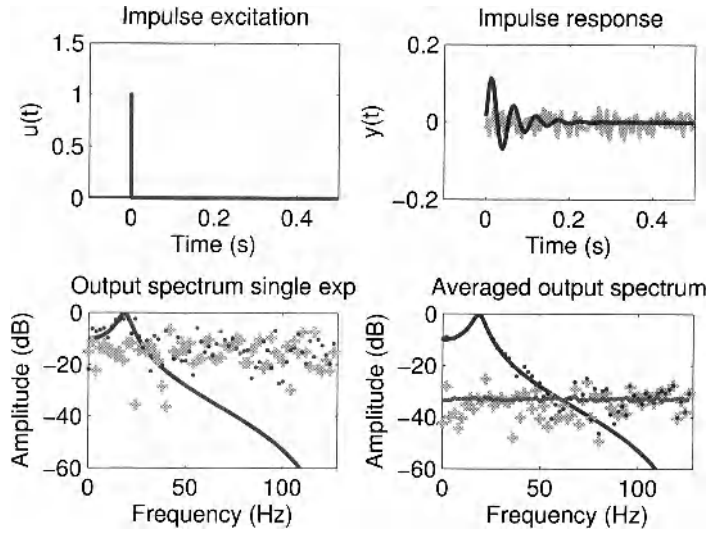 Impulse excitation
1.5
1
0.5
0
u(t)
0 0.2 0.4
Time (s)
Impulse response
0.2
0
−0.2
y(t)
0 0.2 0.4
Time (s)
Output spectrum single exp
0
−20
−40
−60
Amplitude (dB)
0 50 100
Frequency (Hz)
Averaged output spectrum
0
−20
−40
−60
Amplitude (dB)
0 50 100
Frequency (Hz)